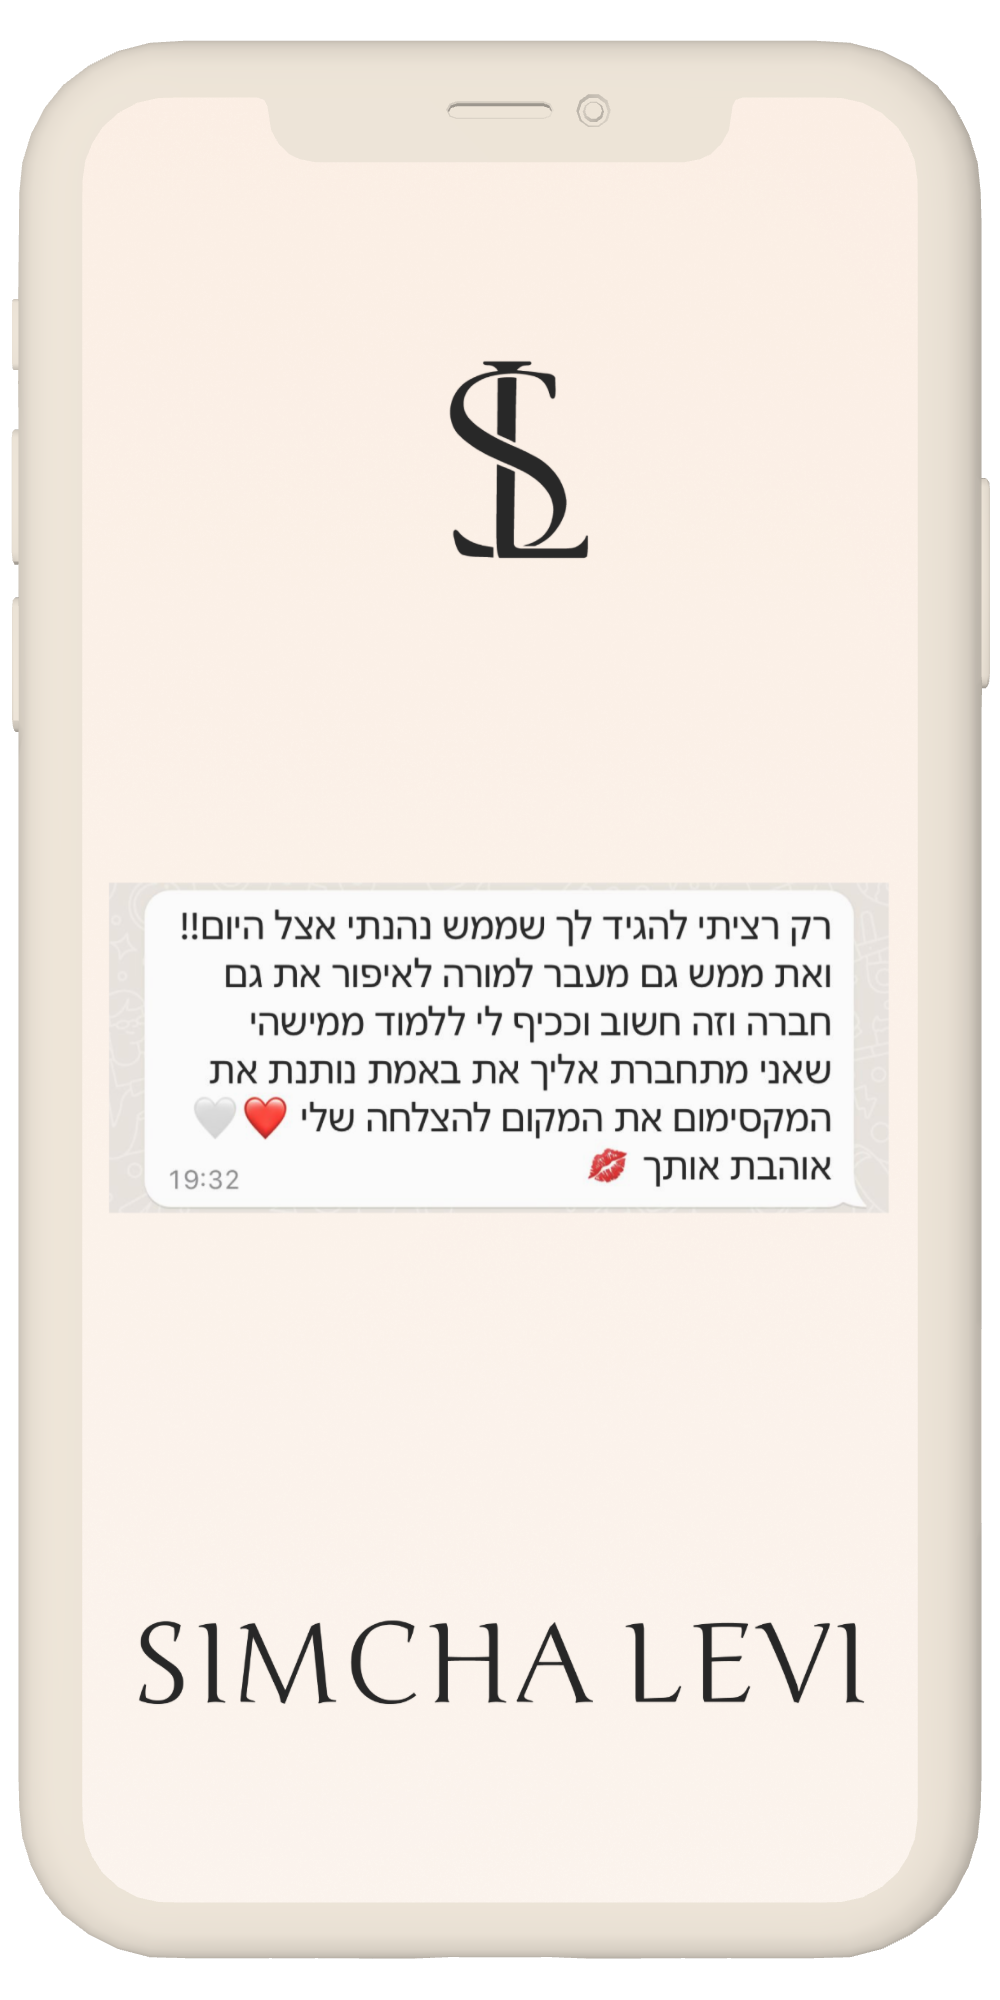 SL
רק רציתי להגיד לך שממש נהנתי אצל היום!!
ואת ממש גם מעבר למורה לאיפור את גם
חברה וזה חשוב וככיף לי ללמוד ממישהי
שאני מתחברת אליך את באמת נותנת את
המקסימום את המקום להצלחה שלי ❤️🤍
אוהבת אותך 💋
19:32
SIMCHA LEVI